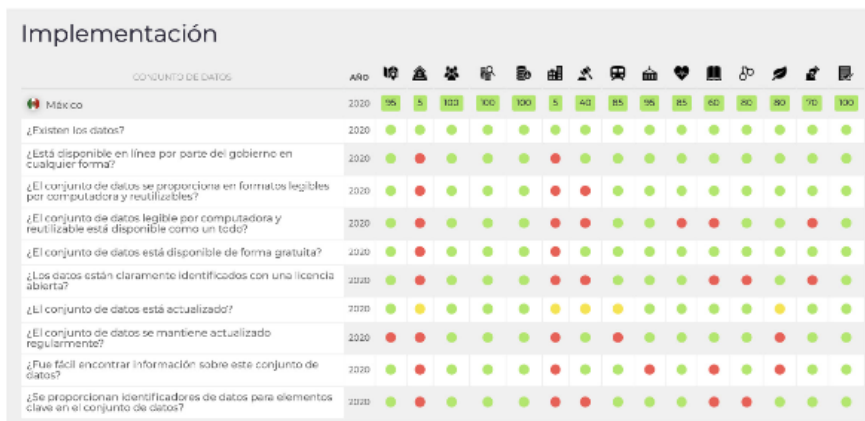 Implementación
CONJUNTO DE DATOS AÑO
México 2020 95 5 100 100 100 5 40 85 95 85 60 80 80 70 100
¿Existen los datos? 2020
¿Está disponible en línea por parte del gobierno en 2020
cualquier forma?
¿El conjunto de datos se proporciona en formatos legibles 2020
por computadora y reutilizables?
¿El conjunto de datos legible por computadora y 2020
reutilizable está disponible como un todo?
¿El conjunto de datos está disponible de forma gratuita? 2020
¿Los datos están claramente identificados con una licencia 2020
abierta?
¿El conjunto de datos está actualizado? 2020
¿El conjunto de datos se mantiene actualizado 2020
regularmente?
¿Fue fácil encontrar información sobre este conjunto de 2020
datos?
¿Se proporcionan identificadores de datos para elementos 2020
clave en el conjunto de datos?